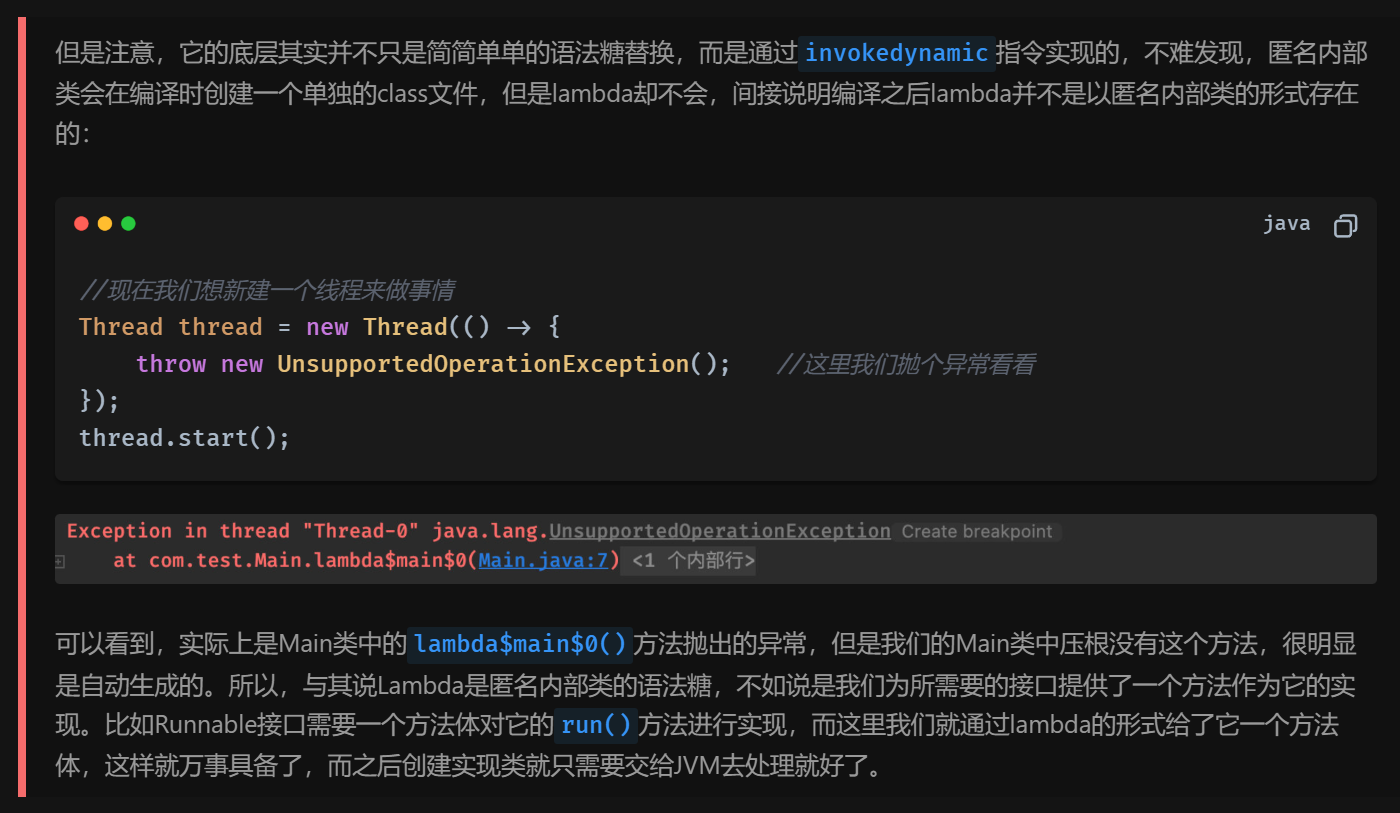 但是注意，它的底层其实并不只是简简单单的语法糖替换，而是通过invokedynamic指令实现的，不难发现，匿名内部
类会在编译时创建一个单独的class文件，但是lambda却不会，间接说明编译之后lambda并不是以匿名内部类的形式存在
的：
java
//现在我们想新建一个线程来做事情
Thread thread = new Thread(() -> {
    throw new UnsupportedOperationException();   //这里我们抛个异常看看
});
thread.start();
Exception in thread "Thread-0" java.lang.UnsupportedOperationException Create breakpoint
    at com.test.Main.lambda$main$0(Main.java:7) <1 个内部行>
可以看到，实际上是Main类中的lambda$main$0()方法抛出的异常，但是我们的Main类中压根没有这个方法，很明显
是自动生成的。所以，与其说Lambda是匿名内部类的语法糖，不如说是我们为所需要的接口提供了一个方法作为它的实
现。比如Runnable接口需要一个方法体对它的run()方法进行实现，而这里我们就通过lambda的形式给了它一个方法
体，这样就万事具备了，而之后创建实现类就只需要交给JVM去处理就好了。